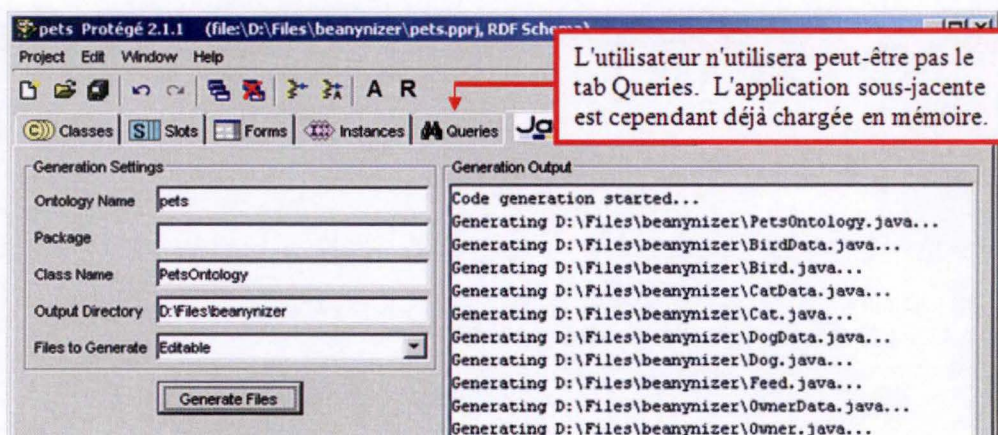 pets Protégé 2.1.1 (file:\D:\Files\beanynizer\pets.pprj, RDF Schema)
L'utilisateur n'utilisera peut-être pas le
tab Queries. L'application sous-jacente
est cependant déjà chargée en mémoire.
Project Edit Window Help
A R
Classes Slots Forms Instances Queries
Generation Settings
Ontology Name pets
Package
Class Name PetsOntology
Output Directory D:\Files\beanynizer
Files to Generate Editable
Generate Files
Generation Output
Code generation started...
Generating D:\Files\beanynizer\PetsOntology.java...
Generating D:\Files\beanynizer\BirdData.java...
Generating D:\Files\beanynizer\Bird.java...
Generating D:\Files\beanynizer\CatData.java...
Generating D:\Files\beanynizer\Cat.java...
Generating D:\Files\beanynizer\DogData.java...
Generating D:\Files\beanynizer\Dog.java...
Generating D:\Files\beanynizer\Feed.java...
Generating D:\Files\beanynizer\OwnerData.java...
Generating D:\Files\beanynizer\Owner.java...